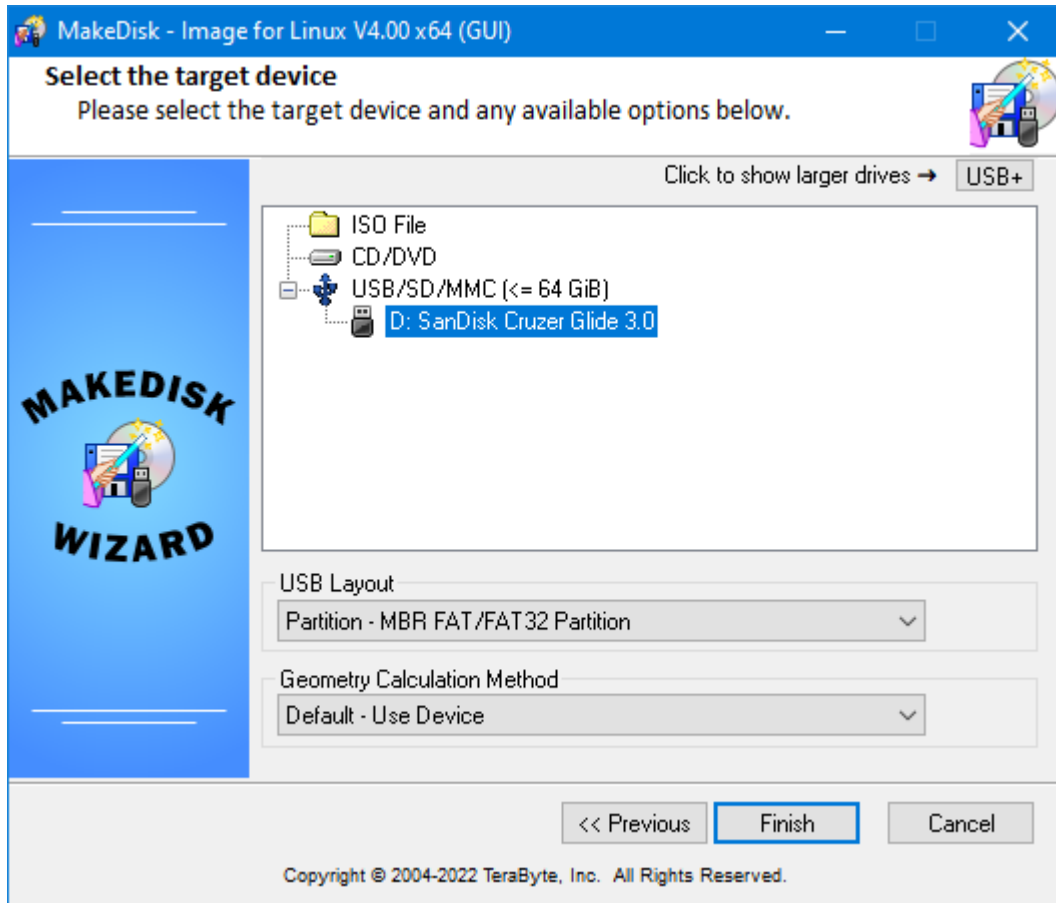 MakeDisk - Image for Linux V4.00 x64 (GUI)
Select the target device
Please select the target device and any available options below.
Click to show larger drives → USB+
ISO File
CD/DVD
USB/SD/MMC (<= 64 GiB)
D: SanDisk Cruzer Glide 3.0
MAKEDISK
WIZARD
USB Layout
Partition - MBR FAT/FAT32 Partition
Geometry Calculation Method
Default - Use Device
<< Previous Finish Cancel
Copyright © 2004-2022 TeraByte, Inc. All Rights Reserved.